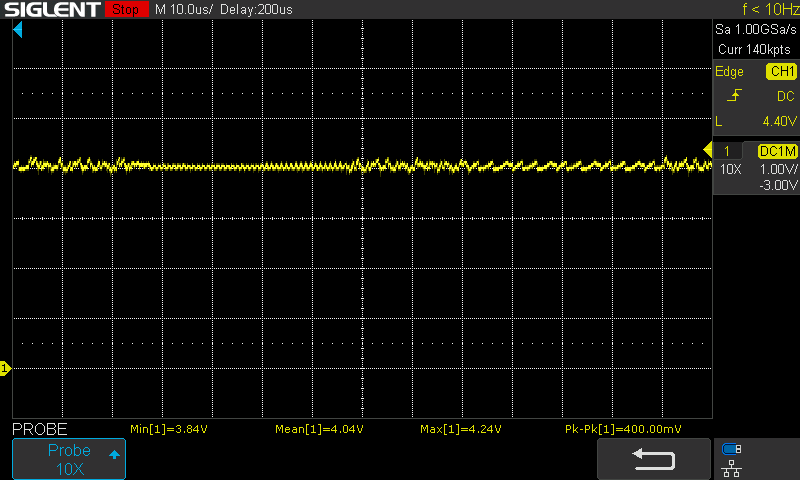 SIGLENT Stop M 10.0us/ Delay:200us f < 10Hz
Sa 1.00GSa/s
Curr 140kpts
Edge CH1
DC
L 4.40V
1 DC1M
10X 1.00V/
-3.00V
1
PROBE Min[1]=3.84V Mean[1]=4.04V Max[1]=4.24V Pk-Pk[1]=400.00mV
Probe
10X